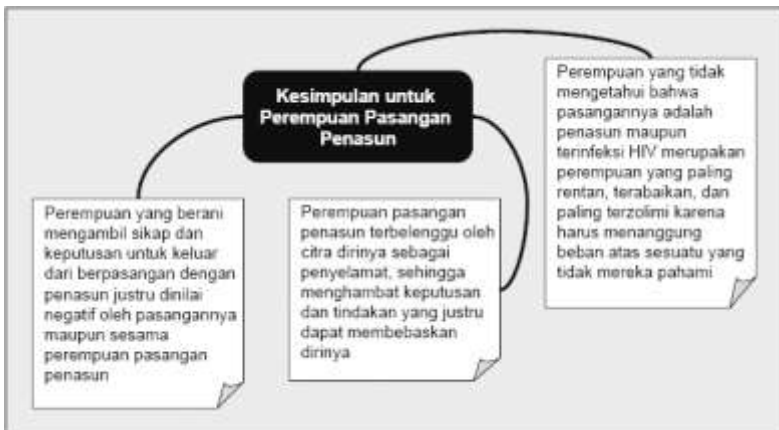 Kesimpulan untuk
Perempuan Pasangan
Penasun
Perempuan yang berani
mengambil sikap dan
keputusan untuk keluar
dari berpasangan dengan
penasun justru dinilai
negatif oleh pasangannya
maupun sesama
perempuan pasangan
penasun
Perempuan pasangan
penasun terbelenggu oleh
citra dirinya sebagai
penyelamat, sehingga
menghambat keputusan
dan tindakan yang justru
dapat membebaskan
dirinya
Perempuan yang tidak
mengetahui bahwa
pasangannya adalah
penasun maupun
terinfeksi HIV merupakan
perempuan yang paling
rentan, terabaikan, dan
paling terzolimi karena
harus menanggung
beban atas sesuatu yang
tidak mereka pahami